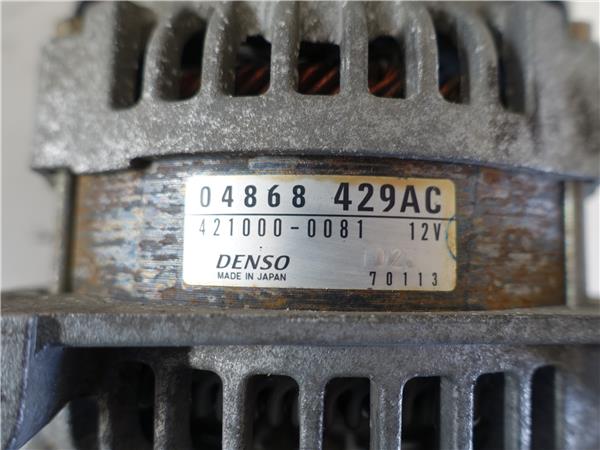 04868 429AC
421000-0081 12V
DENSO
MADE IN JAPAN 70113